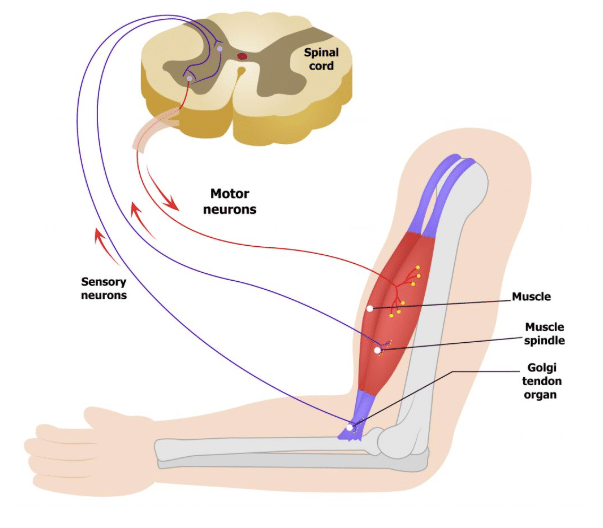 Spinal
cord
Motor
neurons
Sensory
neurons
Muscle
Muscle
spindle
Golgi
tendon
organ